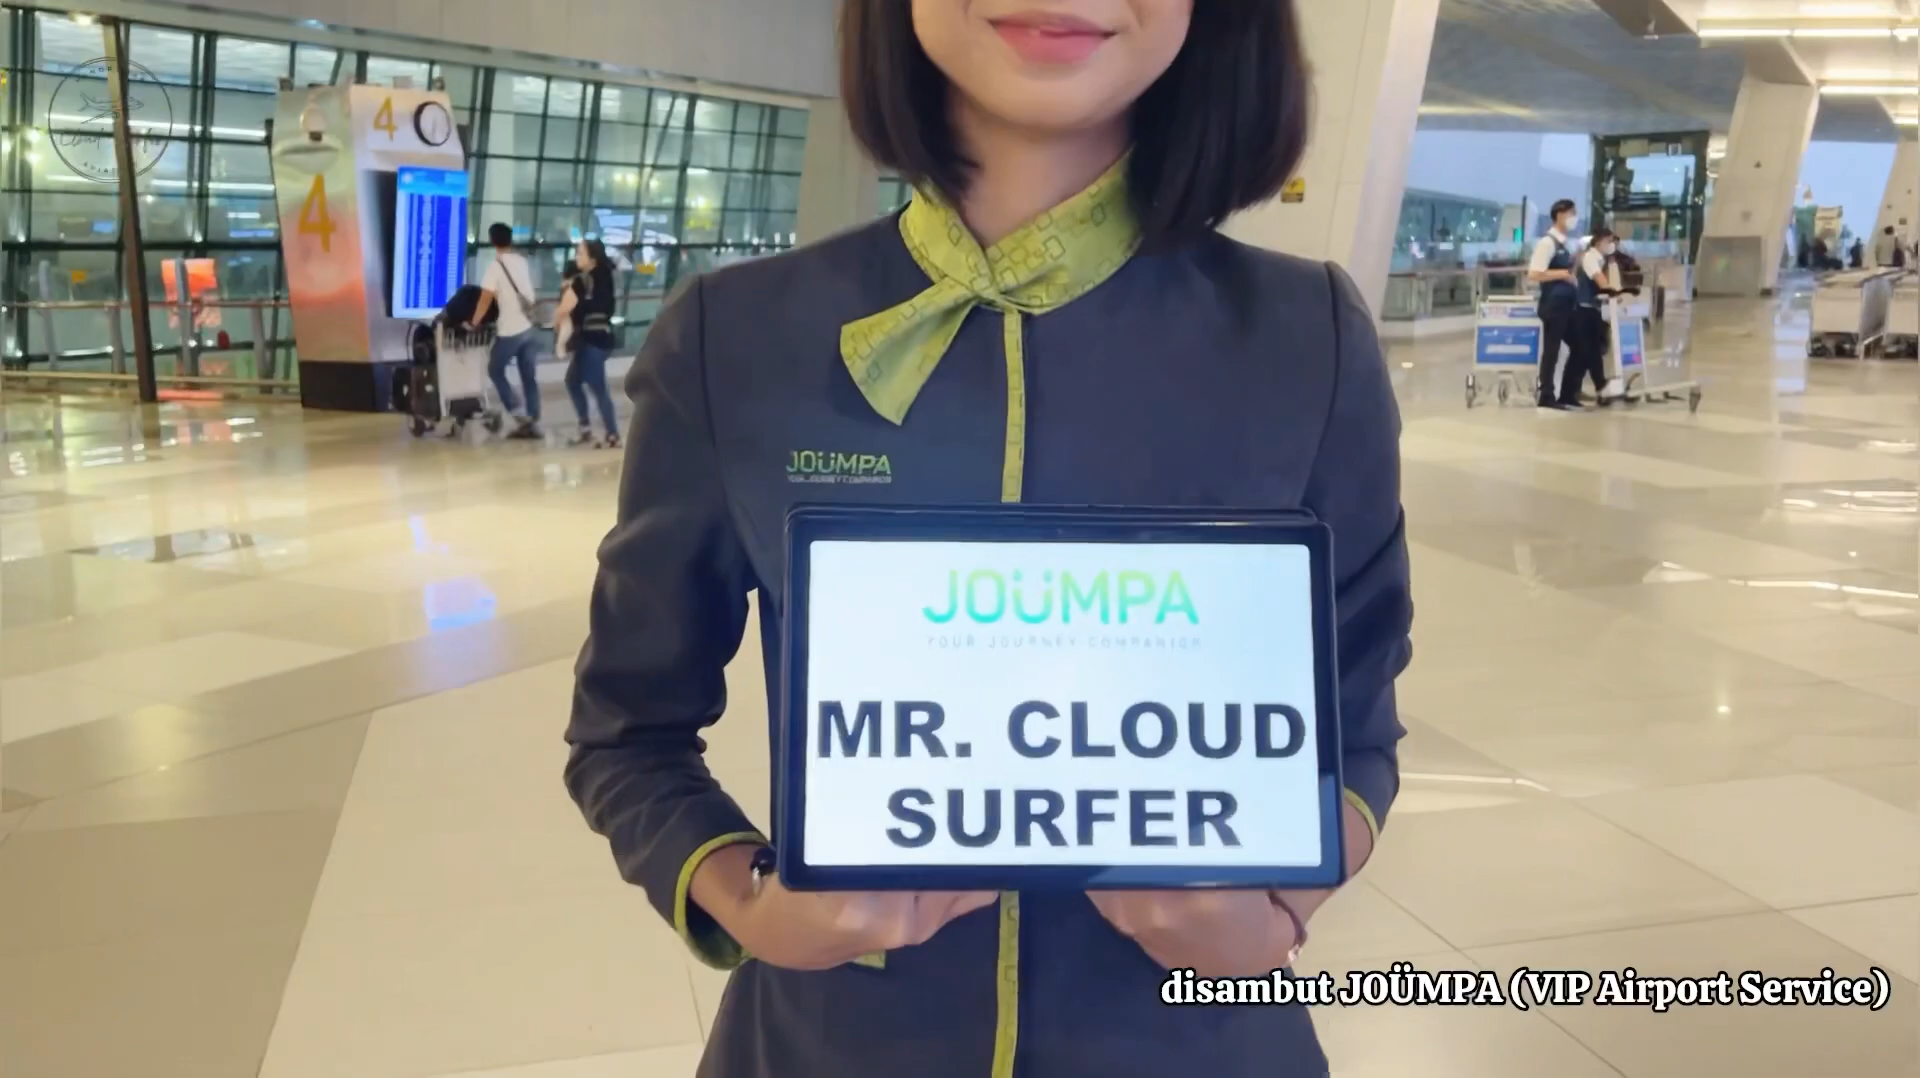 4
4
JOÜMPA
YOUR JOURNEY COMPANION
JOÜMPA
YOUR JOURNEY COMPANION
MR. CLOUD
SURFER
disambut JOÜMPA (VIP Airport Service)